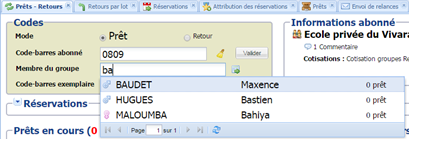 Prêts - Retours Retours par lot Réservations Attribution des réservations Prêts Envoi de relances
Codes
Informations abonné
Mode Prêt Retour
Ecole privée du Vivara
Code-barres abonné 0809 Valider
1 Commentaire
Membre du groupe ba
Cotisations : Cotisation groupes Re
Code-barres exemplaire
BAUDET Maxence 0 prêt
HUGUES Bastien 0 prêt
MALOUMBA Bahiya 0 prêt
Réservations
Page 1 sur 1
Prêts en cours (0